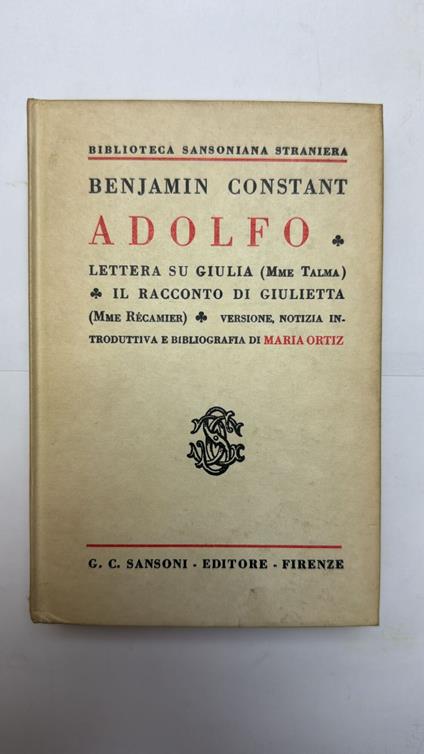 BIBLIOTECA SANSONIANA STRANIERA
BENJAMIN CONSTANT
ADOLFO ♣
LETTERA SU GIULIA (MME TALMA)
♣ IL RACCONTO DI GIULIETTA
(MME RÉCAMIER) ♣ VERSIONE, NOTIZIA IN-
TRODUTTIVA E BIBLIOGRAFIA DI MARIA ORTIZ
G. C. SANSONI - EDITORE - FIRENZE